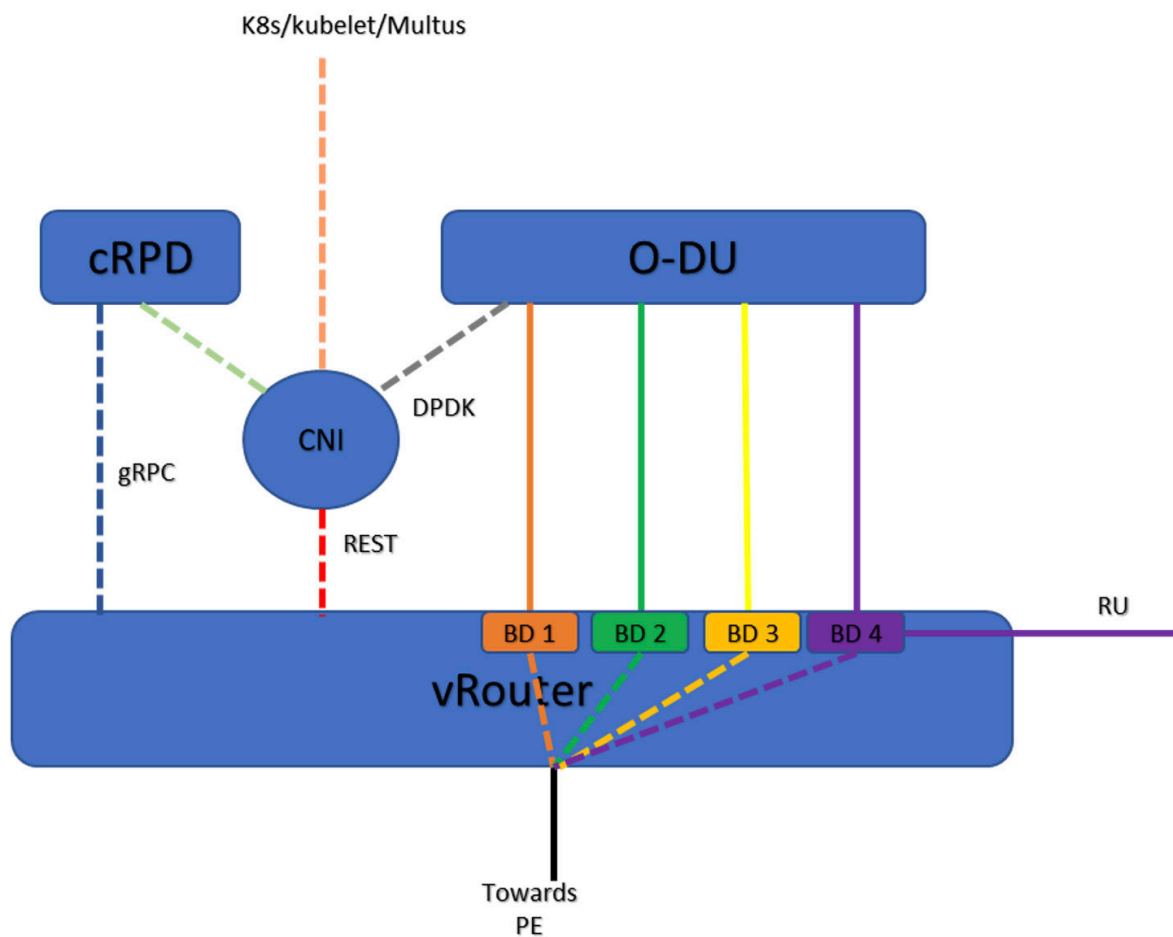 K8s/kubelet/Multus
cRPD
O-DU
DPDK
CNI
gRPC
REST
RU
BD 1
BD 2
BD 3
BD 4
vRouter
Towards
PE